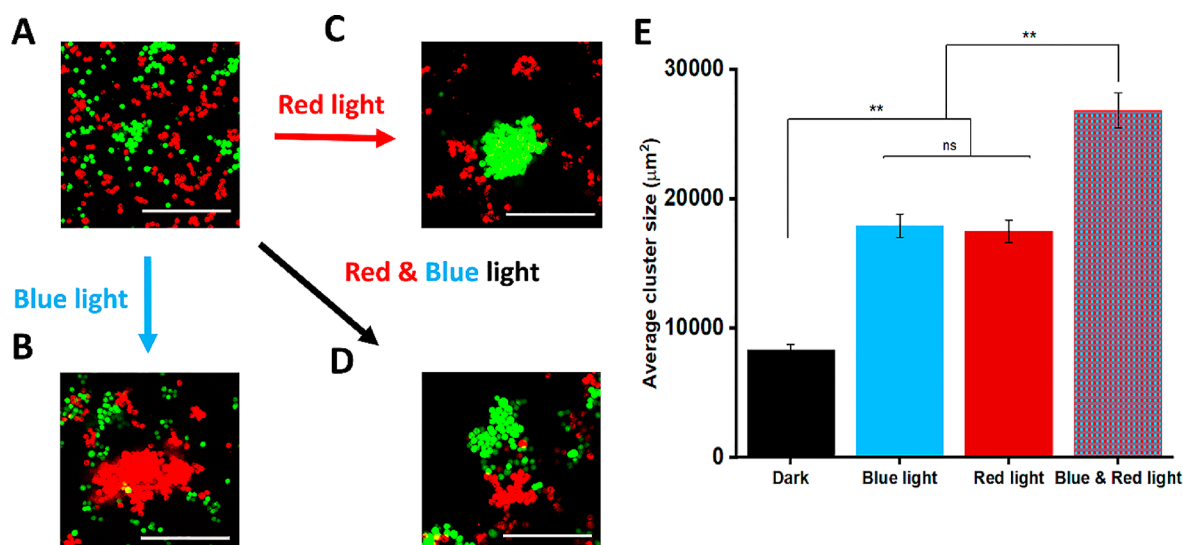 A
C
E
Red light
Red & Blue light
Blue light
B
D
Average cluster size (μm²)
30000
20000
10000
0
**
**
ns
Dark
Blue light
Red light
Blue & Red light